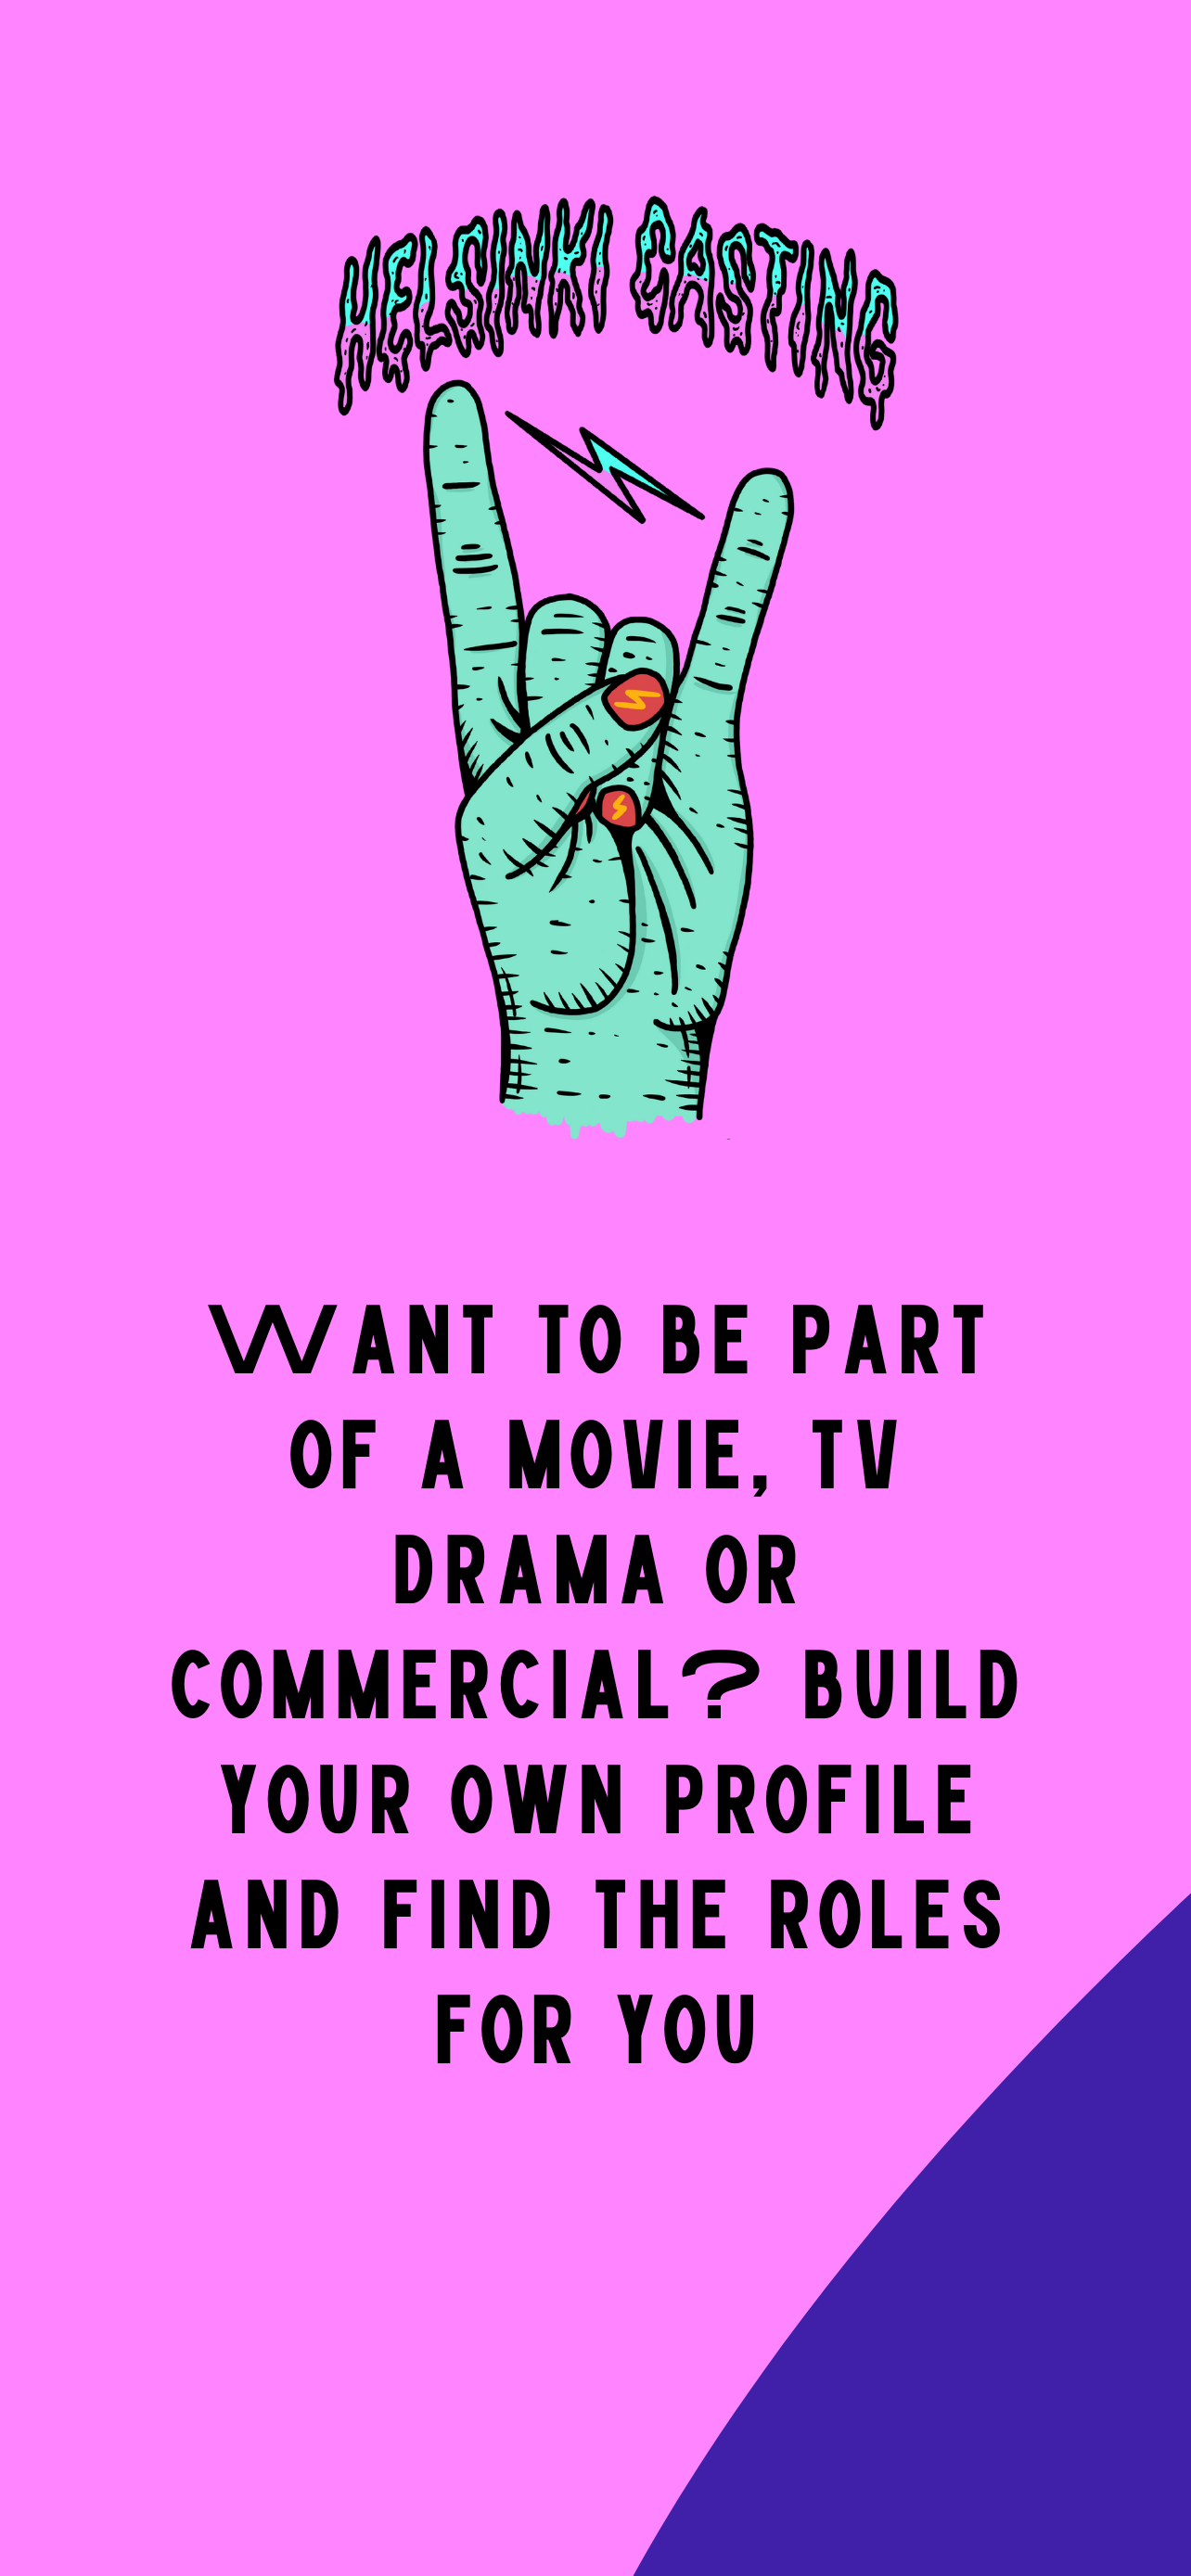 HELSINKI CASTING
WANT TO BE PART
OF A MOVIE, TV
DRAMA OR
COMMERCIAL? BUILD
YOUR OWN PROFILE
AND FIND THE ROLES
FOR YOU